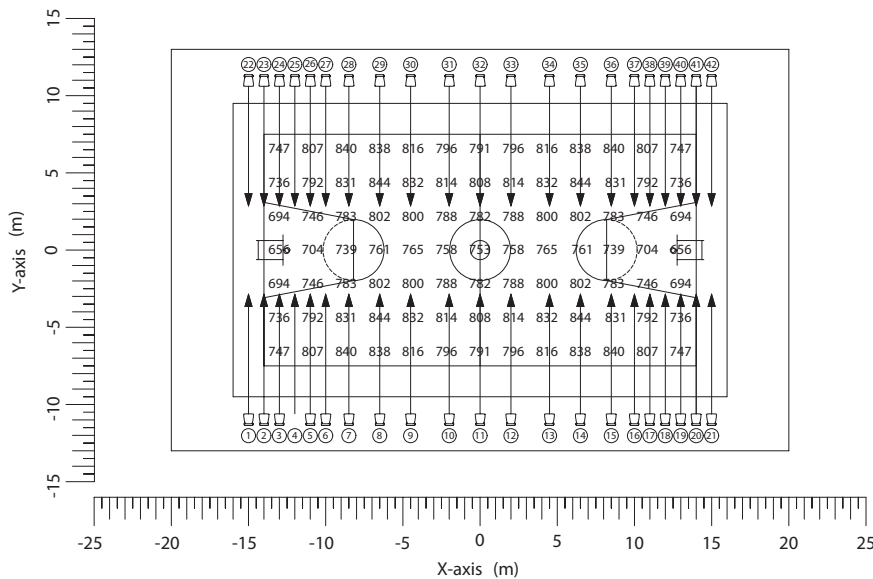 15
10
5
0
-5
-10
-15
Y-axis (m)
22 23 24 25 26 27 28 29 30 31 32 33 34 35 36 37 38 39 40 41 42
747 807 840 838 816 796 791 796 816 838 840 807 747
736 792 831 844 832 814 808 814 832 844 831 792 736
694 746 783 802 800 788 782 788 800 802 783 746 694
656 704 739 761 765 758 753 758 765 761 739 704 656
694 746 783 802 800 788 782 788 800 802 783 746 694
736 792 831 844 832 814 808 814 832 844 831 792 736
747 807 840 838 816 796 791 796 816 838 840 807 747
1 2 3 4 5 6 7 8 9 10 11 12 13 14 15 16 17 18 19 20 21
-25 -20 -15 -10 -5 0 5 10 15 20 25
X-axis (m)